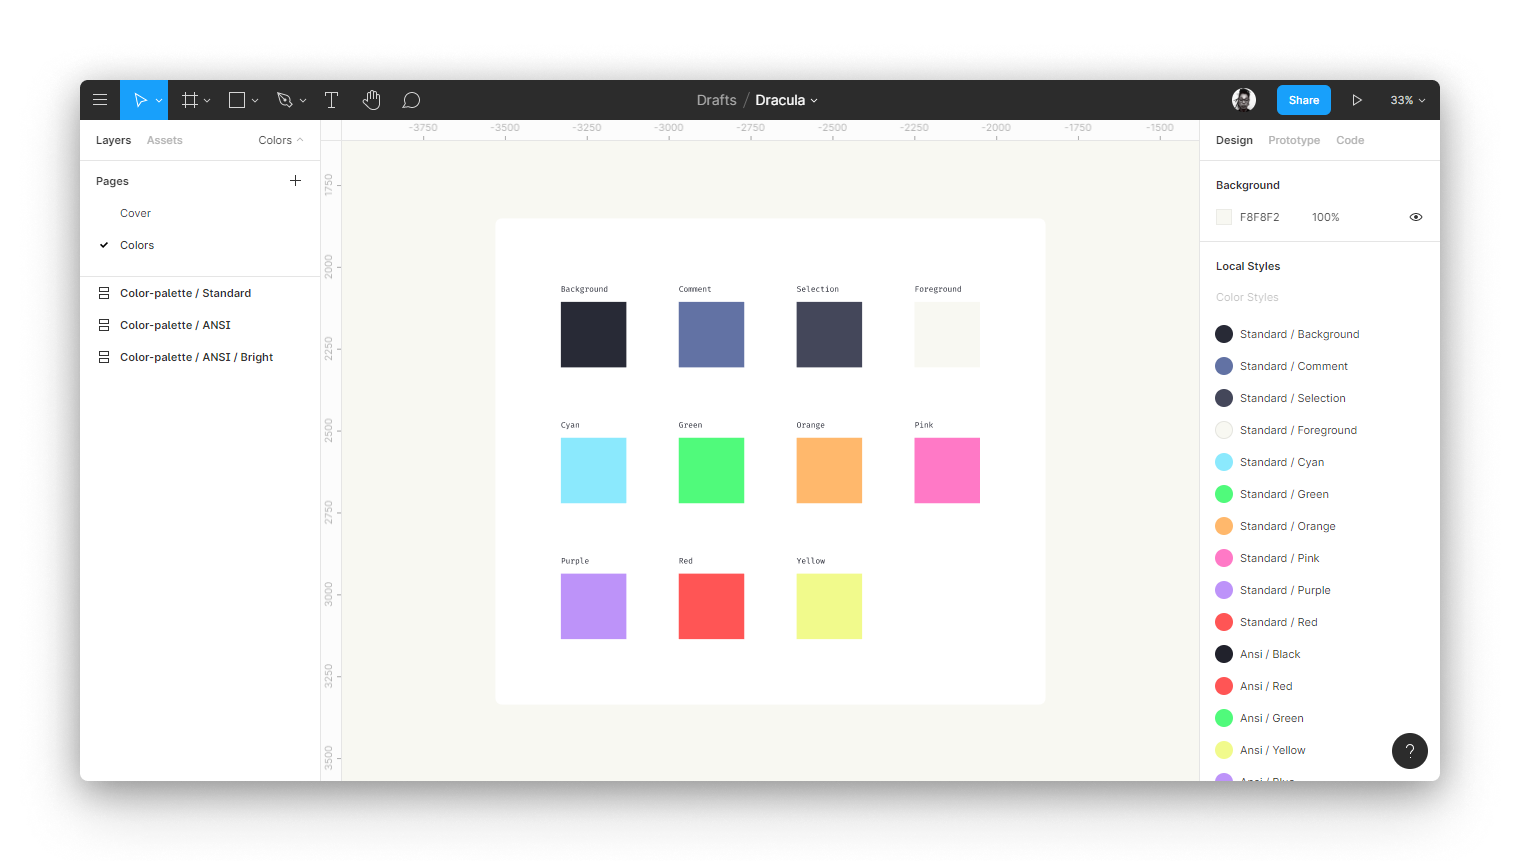 Drafts / Dracula
Share
33%
Layers Assets Colors
Pages
Cover
Colors
Color-palette / Standard
Color-palette / ANSI
Color-palette / ANSI / Bright
-3750 -3500 -3250 -3000 -2750 -2500 -2250 -2000 -1750 -1500
1750
2000
2250
2500
2750
3000
3250
3500
Background Comment Selection Foreground
Cyan Green Orange Pink
Purple Red Yellow
Design Prototype Code
Background
F8F8F2 100%
Local Styles
Color Styles
Standard / Background
Standard / Comment
Standard / Selection
Standard / Foreground
Standard / Cyan
Standard / Green
Standard / Orange
Standard / Pink
Standard / Purple
Standard / Red
Ansi / Black
Ansi / Red
Ansi / Green
Ansi / Yellow
Ansi / Blue
?